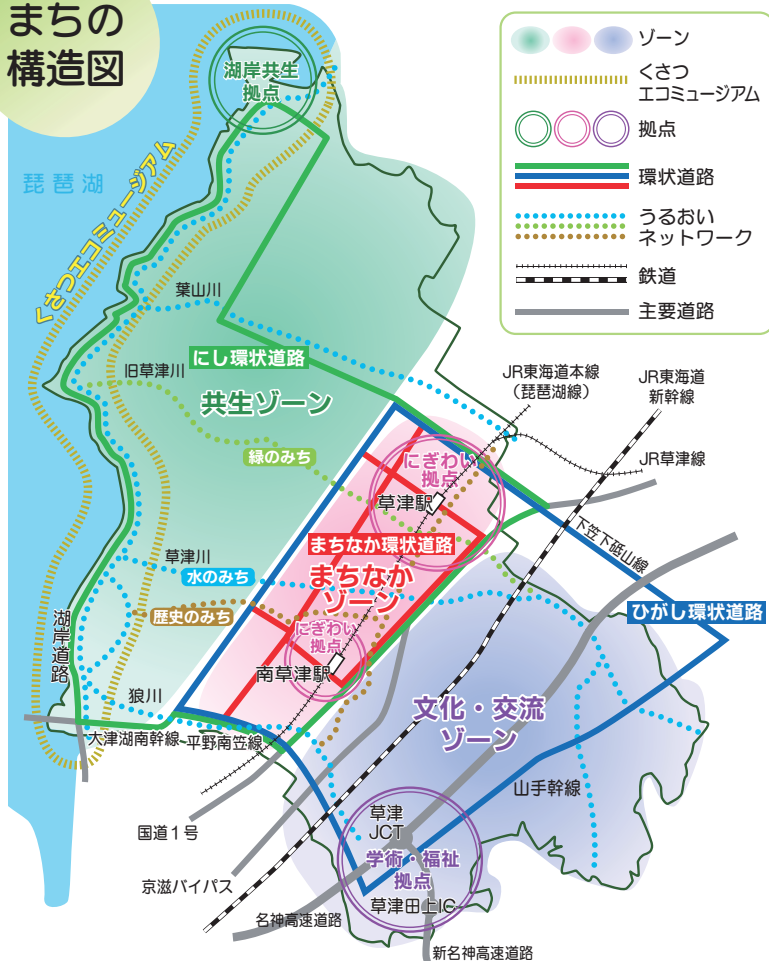 まちの
構造図
ゾーン
くさつ
エコミュージアム
拠点
環状道路
うるおい
ネットワーク
鉄道
主要道路
湖岸共生
拠点
琵琶湖
くさつエコミュージアム
葉山川
にし環状道路
旧草津川
共生ゾーン
緑のみち
JR東海道本線
（琵琶湖線）
JR東海道
新幹線
JR草津線
にぎわい
拠点
草津駅
下笠下砥山線
まちなか環状道路
まちなか
ゾーン
草津川
水のみち
歴史のみち
ひがし環状道路
湖岸道路
にぎわい
拠点
南草津駅
狼川
大津湖南幹線
平野南笠線
文化・交流
ゾーン
山手幹線
草津
JCT
国道1号
学術・福祉
拠点
京滋バイパス
草津田上IC
名神高速道路
新名神高速道路